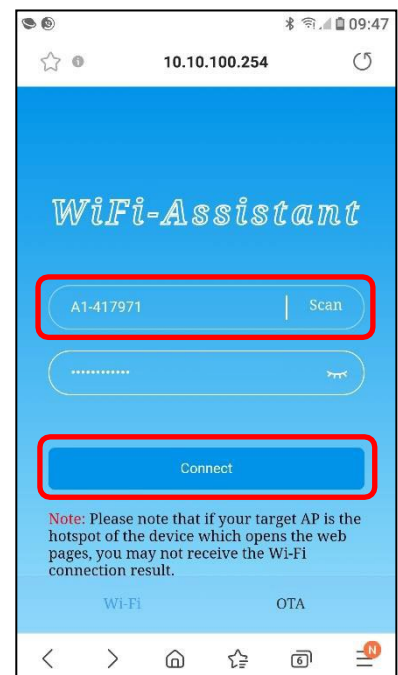 09:47
10.10.100.254
WiFi-Assistant
A1-417971 | Scan
••••••••••••
Connect
Note: Please note that if your target AP is the
hotspot of the device which opens the web
pages, you may not receive the Wi-Fi
connection result.
Wi-Fi OTA
6 N